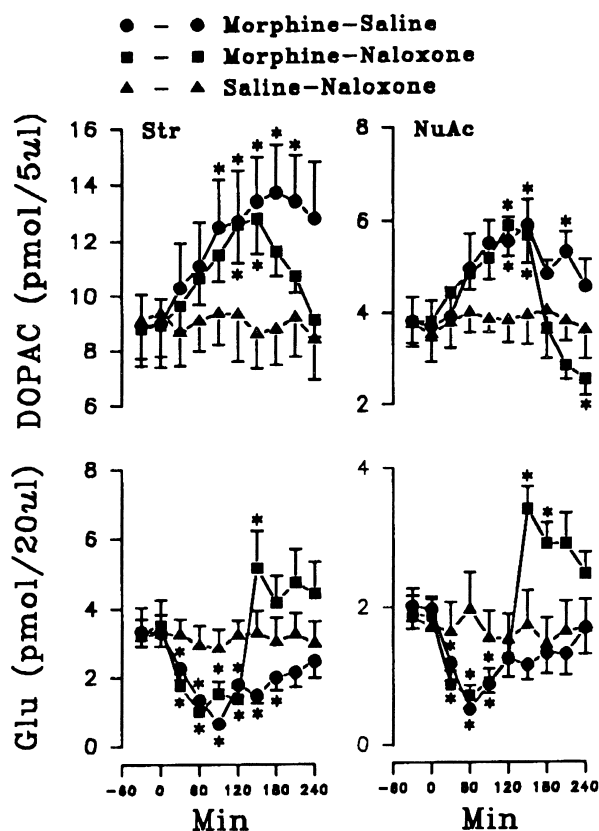 ● – ● Morphine-Saline
■ – ■ Morphine-Naloxone
▲ – ▲ Saline-Naloxone
DOPAC (pmol/5ul)
Str
16
14
12
10
8
6
NuAc
8
6
4
2
Glu (pmol/20ul)
8
6
4
2
0
4
2
0
-60 0 60 120 180 240
Min
-60 0 60 120 180 240
Min